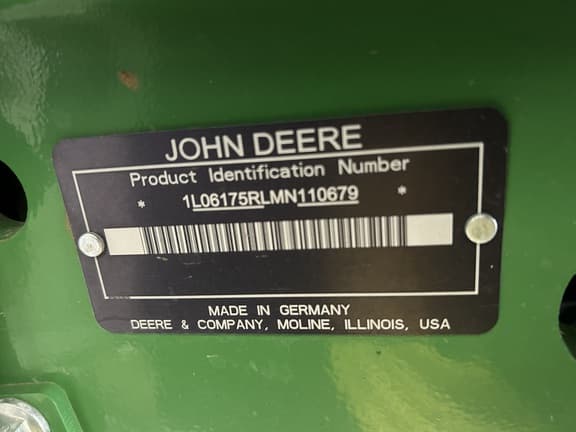 JOHN DEERE
Product Identification Number
* 1L06175RLMN110679 *
MADE IN GERMANY
DEERE & COMPANY, MOLINE, ILLINOIS, USA